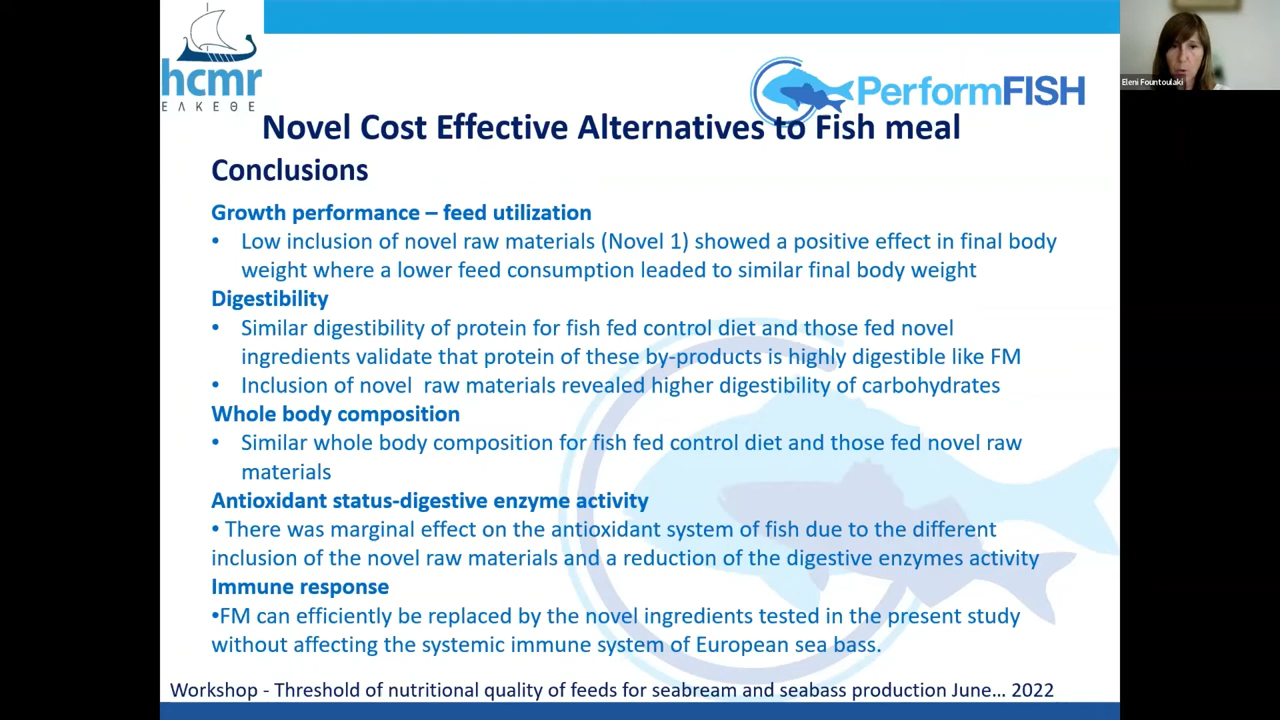 hcmr
ΕΛΚΕΘΕ
Eleni Fountoulaki
PerformFISH
Novel Cost Effective Alternatives to Fish meal
Conclusions
Growth performance – feed utilization
• Low inclusion of novel raw materials (Novel 1) showed a positive effect in final body
weight where a lower feed consumption leaded to similar final body weight
Digestibility
• Similar digestibility of protein for fish fed control diet and those fed novel
ingredients validate that protein of these by-products is highly digestible like FM
• Inclusion of novel raw materials revealed higher digestibility of carbohydrates
Whole body composition
• Similar whole body composition for fish fed control diet and those fed novel raw
materials
Antioxidant status-digestive enzyme activity
• There was marginal effect on the antioxidant system of fish due to the different
inclusion of the novel raw materials and a reduction of the digestive enzymes activity
Immune response
•FM can efficiently be replaced by the novel ingredients tested in the present study
without affecting the systemic immune system of European sea bass.
Workshop - Threshold of nutritional quality of feeds for seabream and seabass production June… 2022